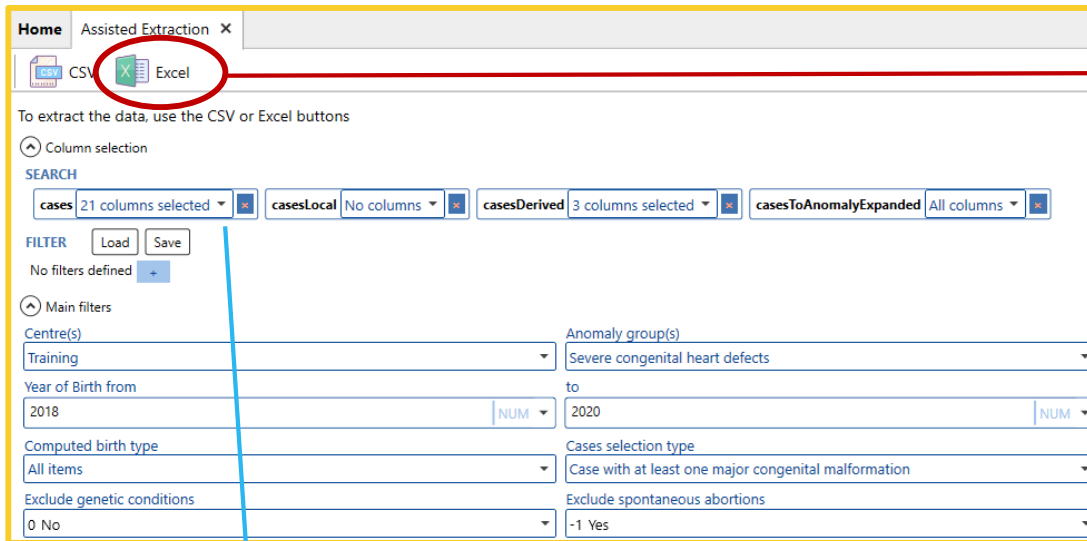 Home Assisted Extraction ×
CSV CSV Excel
To extract the data, use the CSV or Excel buttons
Column selection
SEARCH
cases 21 columns selected casesLocal No columns casesDerived 3 columns selected casesToAnomalyExpanded All columns
FILTER Load Save
No filters defined +
Main filters
Centre(s) Anomaly group(s)
Training Severe congenital heart defects
Year of Birth from to
2018 NUM 2020 NUM
Computed birth type Cases selection type
All items Case with at least one major congenital malformation
Exclude genetic conditions Exclude spontaneous abortions
0 No -1 Yes